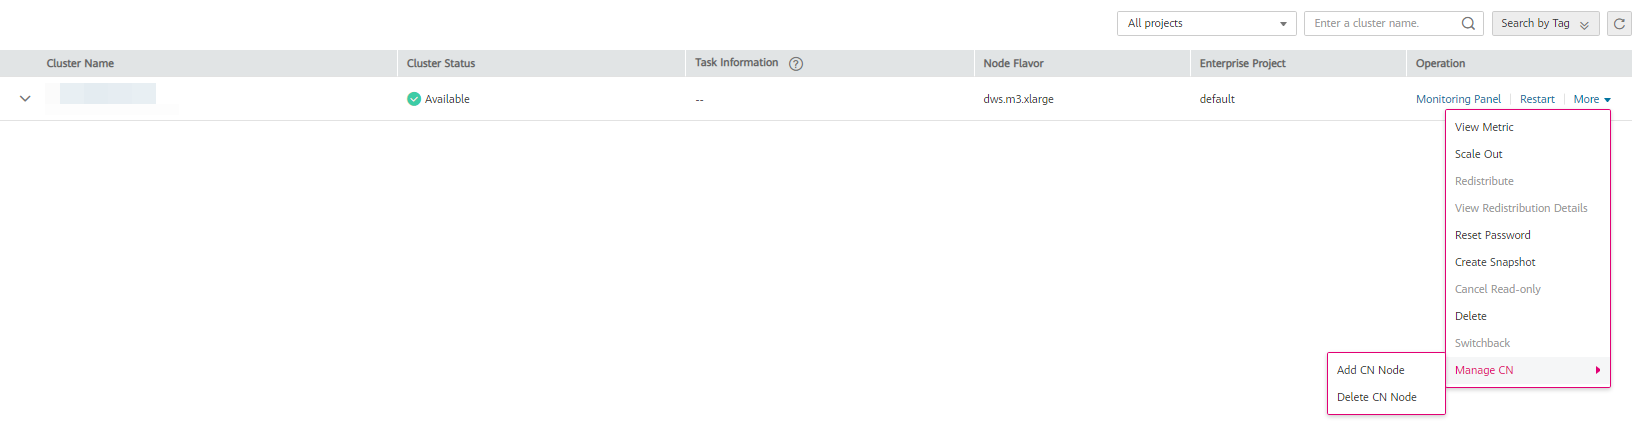 All projects Enter a cluster name. Search by Tag
Cluster Name Cluster Status Task Information ? Node Flavor Enterprise Project Operation
Available -- dws.m3.xlarge default Monitoring Panel Restart More
View Metric
Scale Out
Redistribute
View Redistribution Details
Reset Password
Create Snapshot
Cancel Read-only
Delete
Switchback
Manage CN
Add CN Node
Delete CN Node